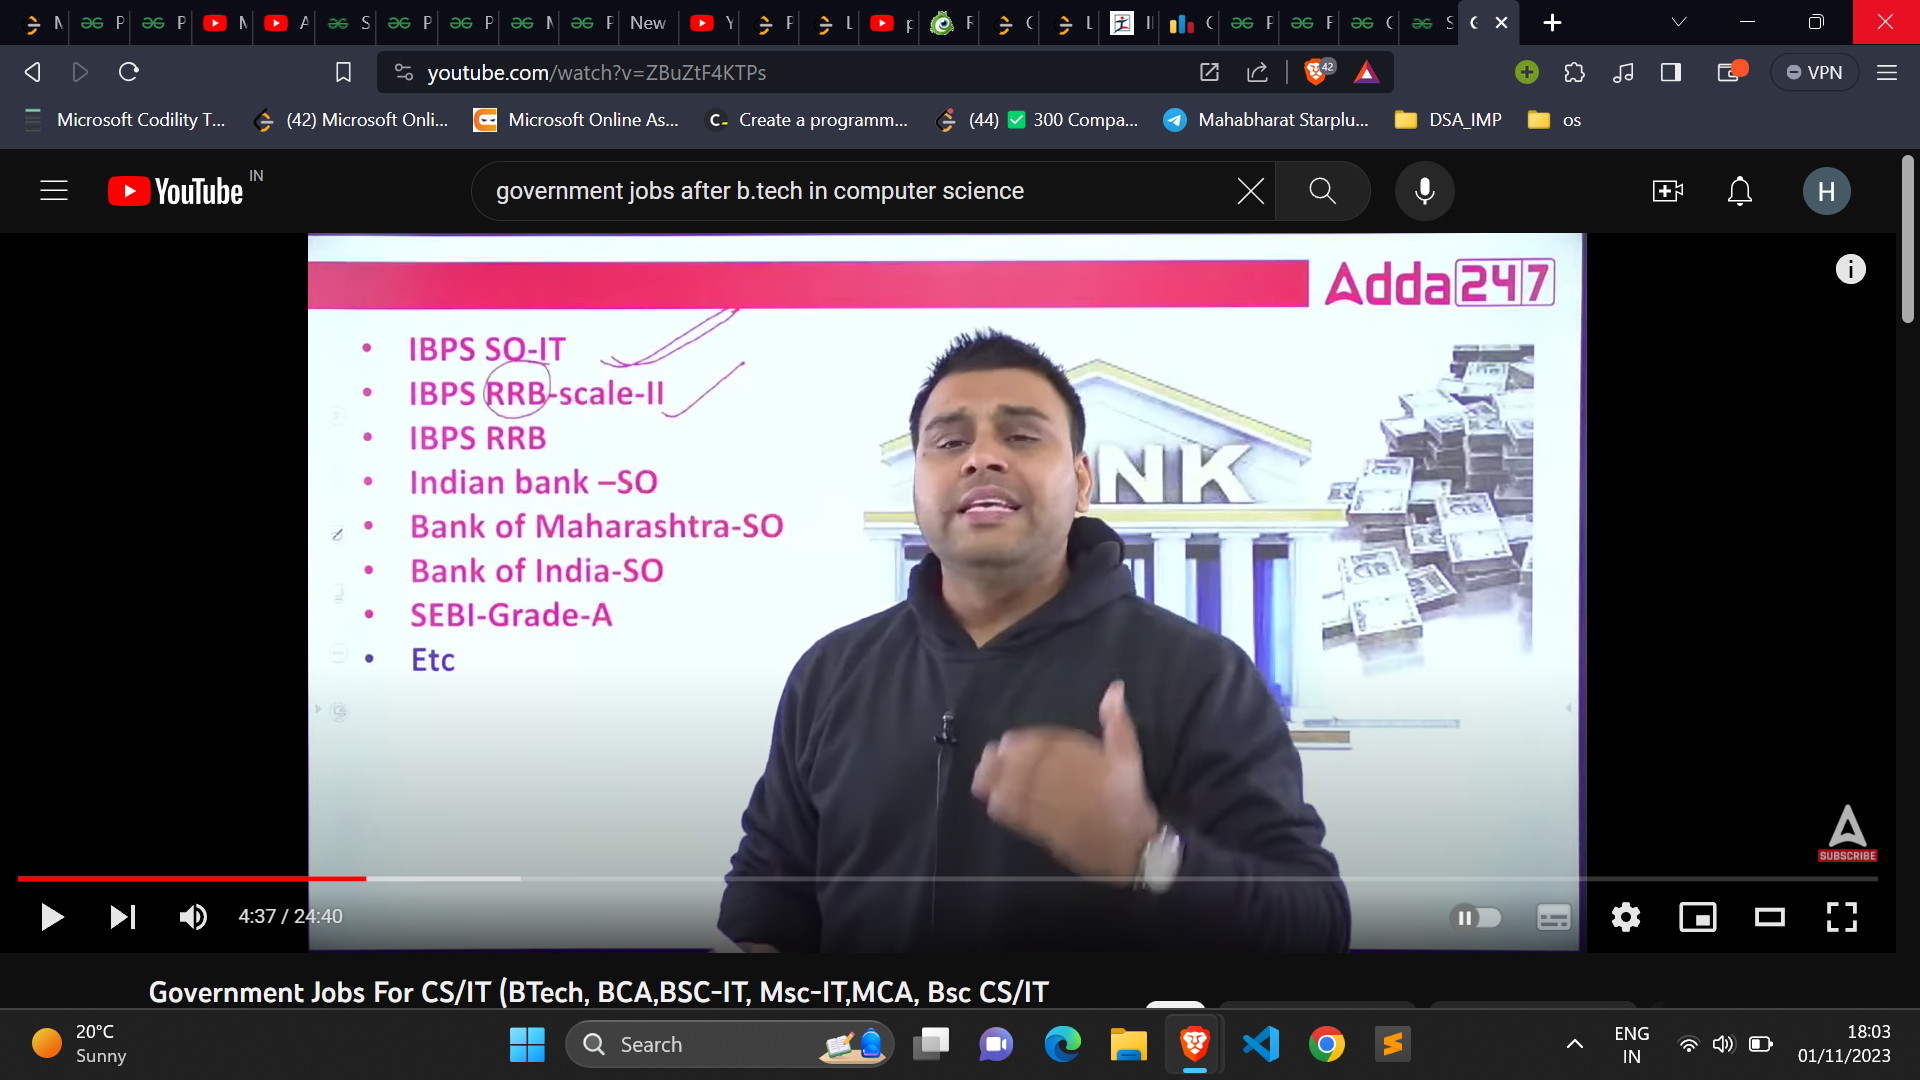 New
youtube.com/watch?v=ZBuZtF4KTPs
42
VPN
Microsoft Codility T...
(42) Microsoft Onli...
Microsoft Online As...
Create a programm...
(44) ✅ 300 Compa...
Mahabharat Starplu...
DSA_IMP
os
YouTube IN
government jobs after b.tech in computer science
H
Adda247
• IBPS SO-IT
• IBPS RRB-scale-II
• IBPS RRB
• Indian bank –SO
• Bank of Maharashtra-SO
• Bank of India-SO
• SEBI-Grade-A
• Etc
NK
SUBSCRIBE
4:37 / 24:40
Government Jobs For CS/IT (BTech, BCA,BSC-IT, Msc-IT,MCA, Bsc CS/IT
20°C
Sunny
Search
ENG
IN
18:03
01/11/2023